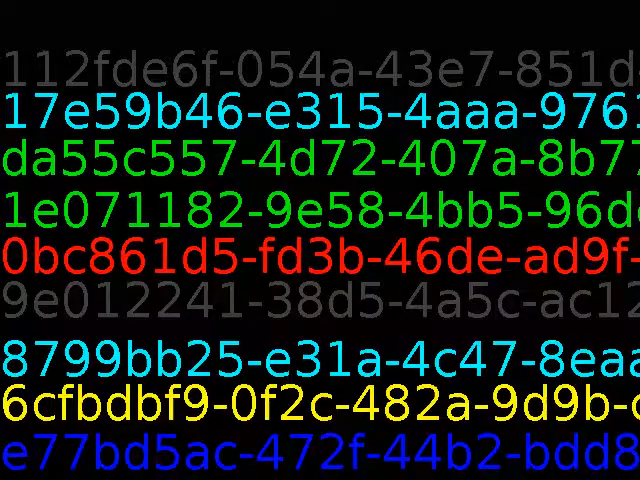 112fde6f-054a-43e7-851d
17e59b46-e315-4aaa-9761
da55c557-4d72-407a-8b77
1e071182-9e58-4bb5-96d
0bc861d5-fd3b-46de-ad9f-
9e012241-38d5-4a5c-ac12
8799bb25-e31a-4c47-8eaa
6cfbdbf9-0f2c-482a-9d9b-
e77bd5ac-472f-44b2-bdd8